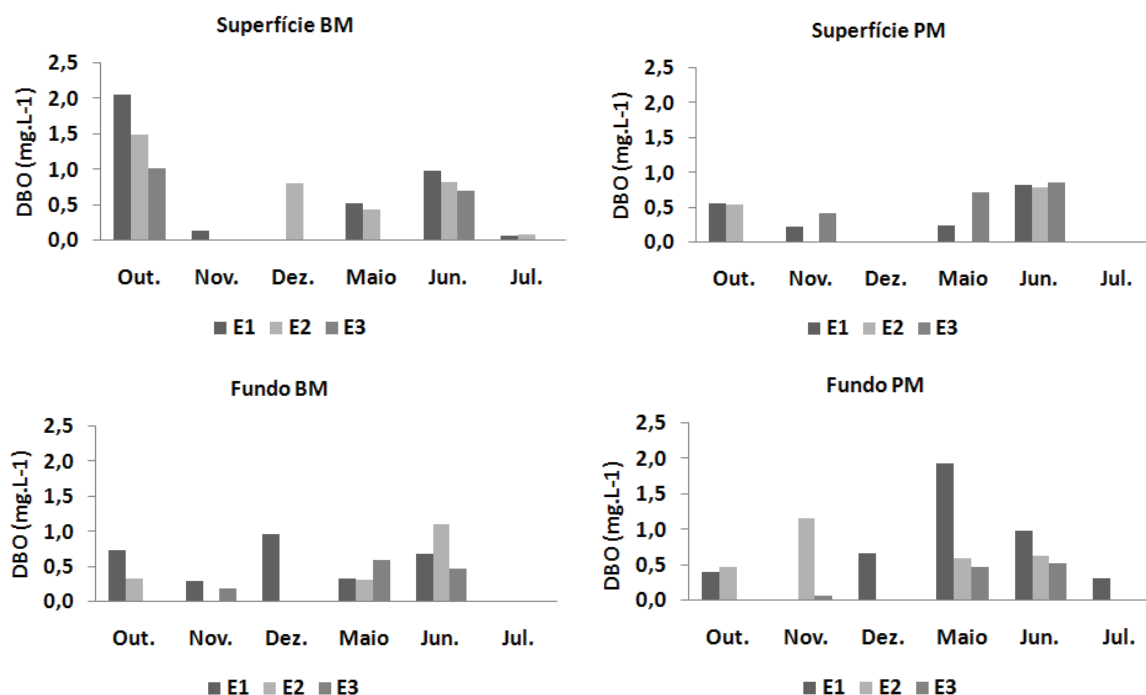 Superfície BM
DBO (mg.L-1)
2,5
2,0
1,5
1,0
0,5
0,0
Out. Nov. Dez. Maio Jun. Jul.
E1 E2 E3
Superfície PM
DBO (mg.L-1)
2,5
2,0
1,5
1,0
0,5
0,0
Out. Nov. Dez. Maio Jun. Jul.
E1 E2 E3
Fundo BM
DBO (mg.L-1)
2,5
2,0
1,5
1,0
0,5
0,0
Out. Nov. Dez. Maio Jun. Jul.
E1 E2 E3
Fundo PM
DBO (mg.L-1)
2,5
2,0
1,5
1,0
0,5
0,0
Out. Nov. Dez. Maio Jun. Jul.
E1 E2 E3